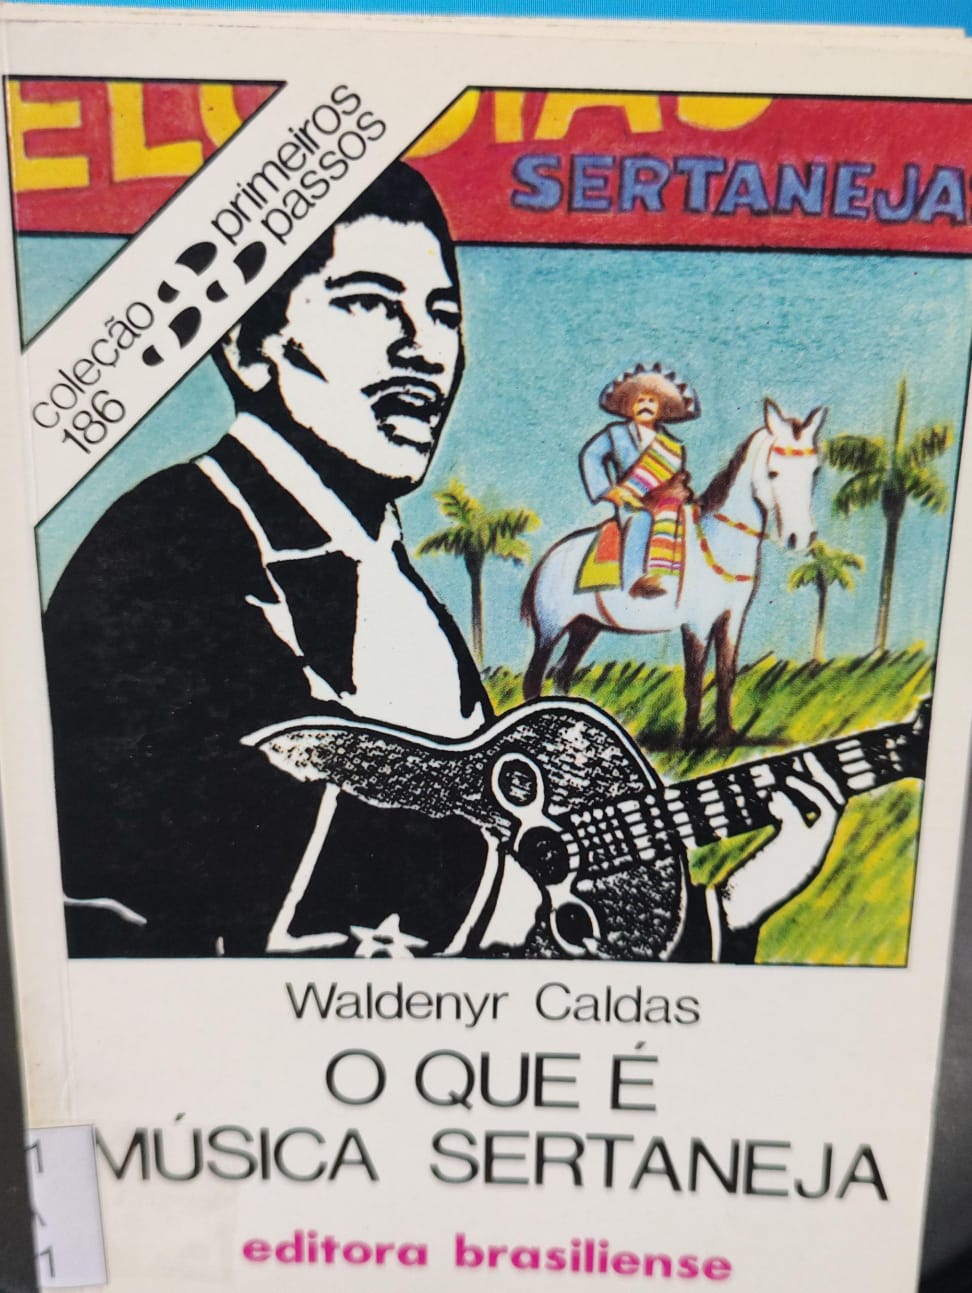 SERTANEJA
coleção primeiros
186 passos
Waldenyr Caldas
O QUE É
MÚSICA SERTANEJA
editora brasiliense